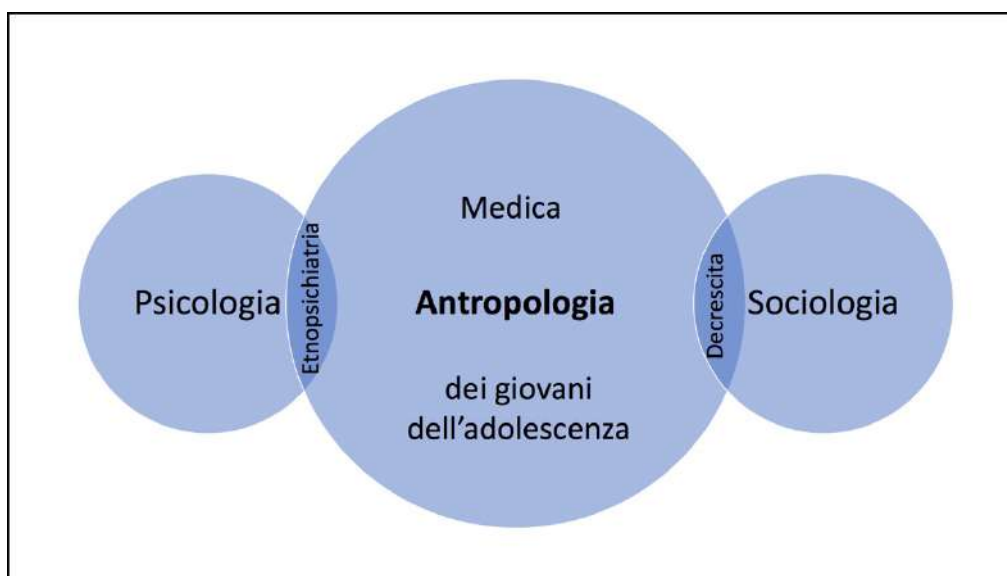 Medica
Psicologia
Etnopsichiatria
Antropologia
Decrescita
Sociologia
dei giovani
dell'adolescenza